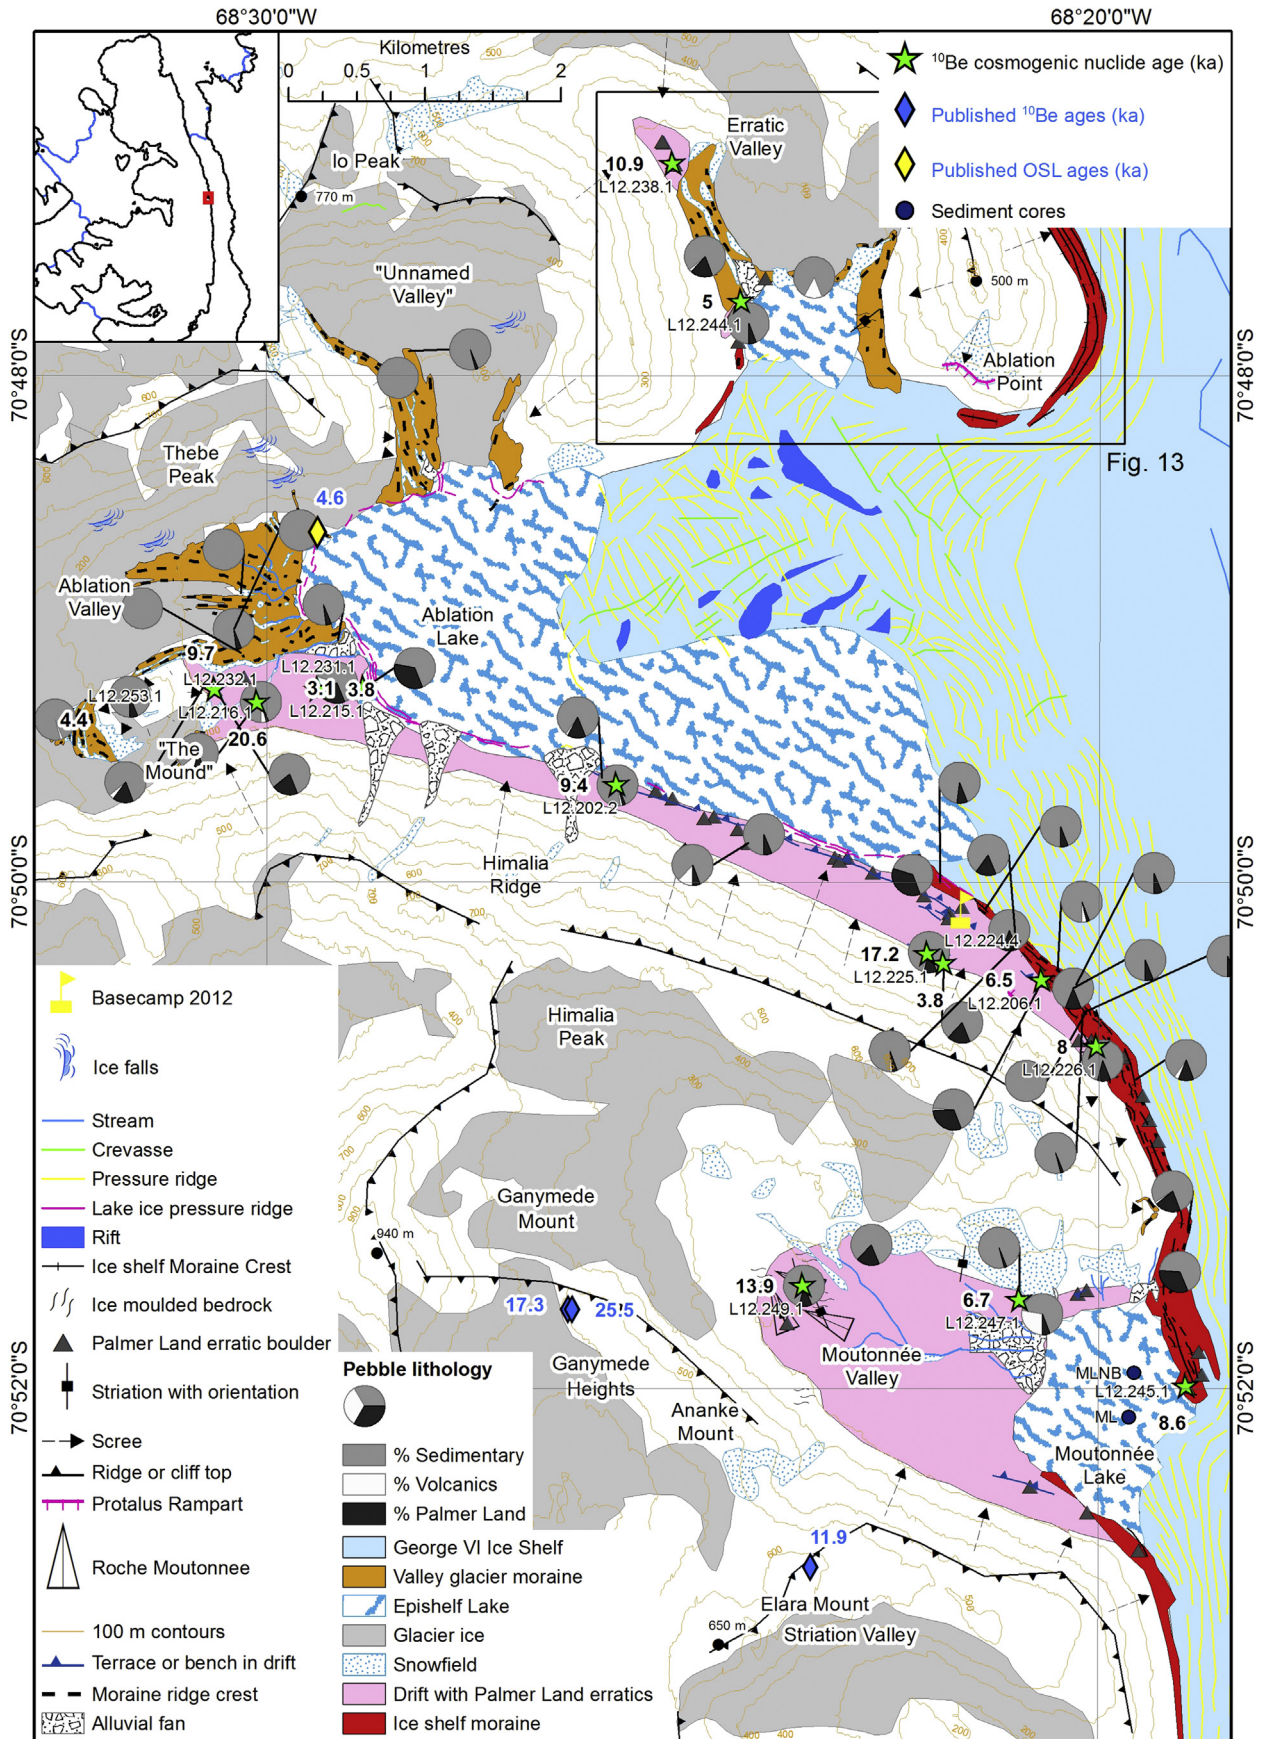 68°30'0"W
68°20'0"W
Kilometres
0 0.5 1 2
¹⁰Be cosmogenic nuclide age (ka)
Published ¹⁰Be ages (ka)
Published OSL ages (ka)
Sediment cores
Erratic
Valley
Io Peak
770 m
10.9
L12.238.1
"Unnamed
Valley"
500 m
5
L12.244.1
Ablation
Point
70°48'0"S
70°48'0"S
Fig. 13
Thebe
Peak
4.6
Ablation
Valley
Ablation
Lake
9.7
L12.231.1
L12.232.1
L12.253.1
3.1
3.8
L12.216.1
L12.215.1
4.4
20.6
"The
Mound"
9.4
L12.202.2
Himalia
Ridge
70°50'0"S
70°50'0"S
L12.224.4
17.2
L12.225.1
6.5
3.8
L12.206.1
8
L12.226.1
Himalia
Peak
Ganymede
Mount
940 m
17.3
25.5
13.9
L12.249.1
6.7
L12.247.1
Ganymede
Heights
Moutonnée
Valley
70°52'0"S
70°52'0"S
MLNB
L12.245.1
ML
8.6
Ananke
Mount
Moutonnée
Lake
11.9
Elara Mount
650 m
Striation Valley
Basecamp 2012
Ice falls
Stream
Crevasse
Pressure ridge
Lake ice pressure ridge
Rift
Ice shelf Moraine Crest
Ice moulded bedrock
Palmer Land erratic boulder
Striation with orientation
Scree
Ridge or cliff top
Protalus Rampart
Roche Moutonnee
100 m contours
Terrace or bench in drift
Moraine ridge crest
Alluvial fan
Pebble lithology
% Sedimentary
% Volcanics
% Palmer Land
George VI Ice Shelf
Valley glacier moraine
Epishelf Lake
Glacier ice
Snowfield
Drift with Palmer Land erratics
Ice shelf moraine